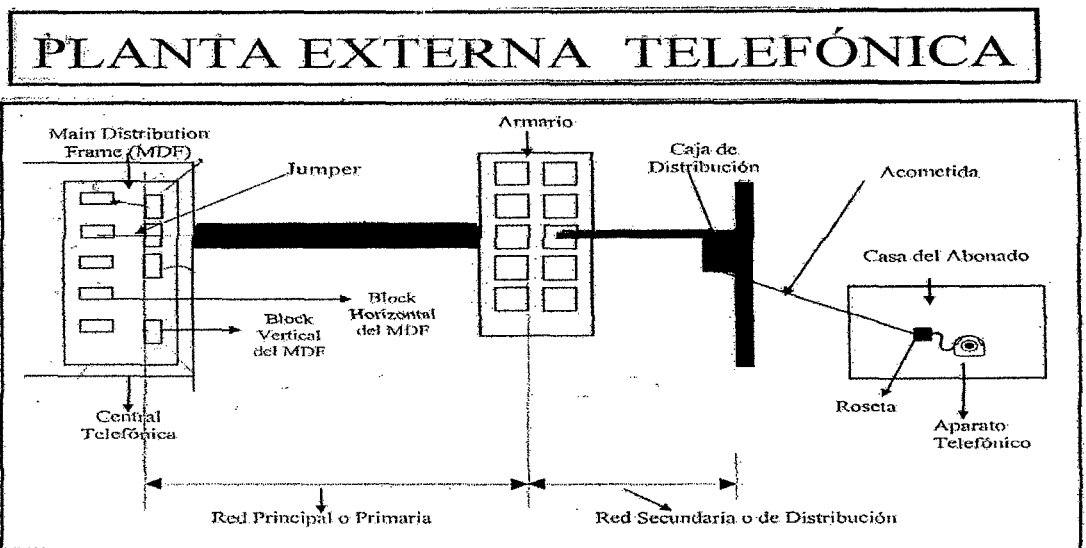 PLANTA EXTERNA TELEFÓNICA
Main Distribution
Frame (MDF)
Jumper
Armario
Caja de
Distribución
Acometida
Casa del Abonado
Block
Horizontal
del MDF
Block
Vertical
del MDF
Central
Telefónica
Roseta
Aparato
Telefónico
Red Principal o Primaria
Red Secundaria o de Distribución